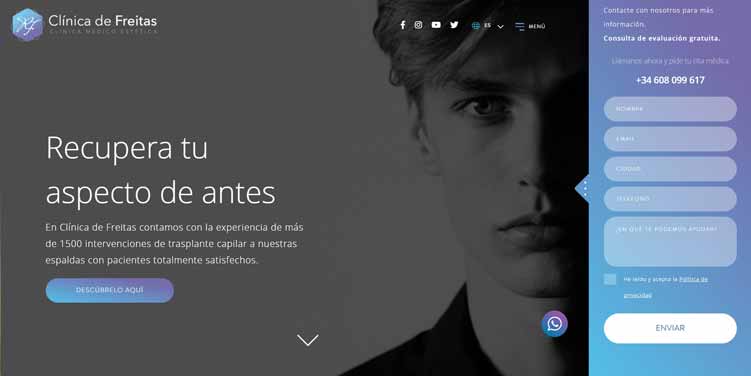 Clínica de Freitas
CLÍNICA MÉDICO ESTÉTICA
ES
MENÚ
Recupera tu
aspecto de antes
En Clínica de Freitas contamos con la experiencia de más
de 1500 intervenciones de trasplante capilar a nuestras
espaldas con pacientes totalmente satisfechos.
DESCÚBRELO AQUÍ
Contacte con nosotros para más
información.
Consulta de evaluación gratuita.
Llámanos ahora y pide tu cita médica
+34 608 099 617
NOMBRE
EMAIL
CIUDAD
TELÉFONO
¿EN QUÉ TE PODEMOS AYUDAR?
He leído y acepto la Política de
privacidad
ENVIAR